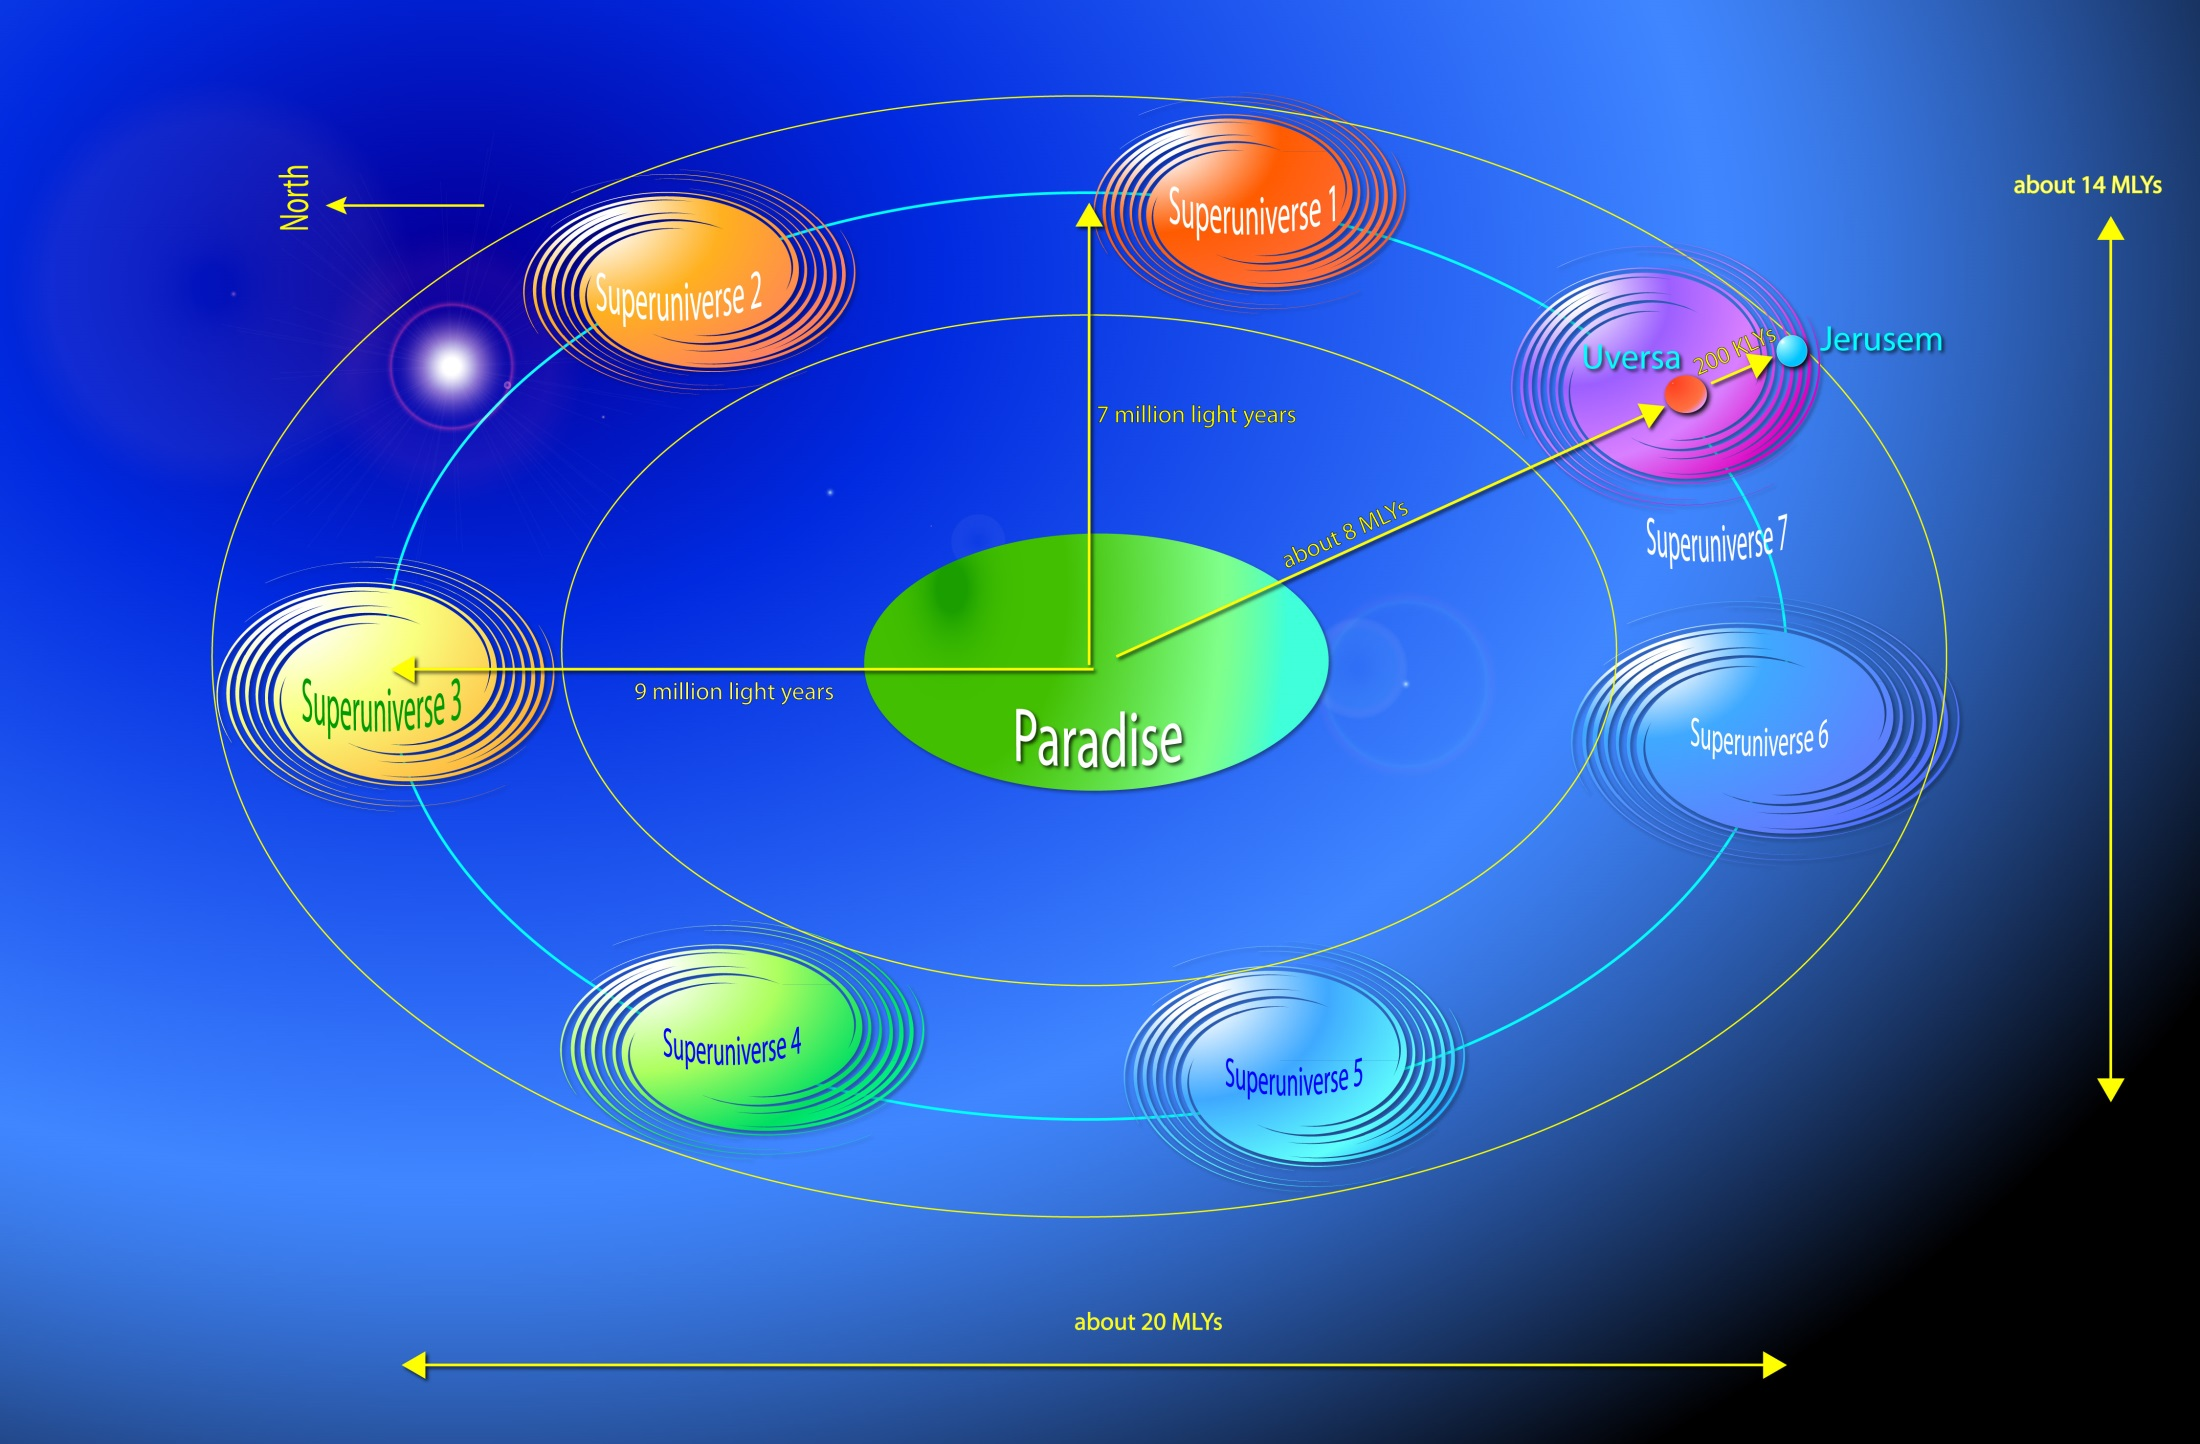 about 14 MLYs
North
Superuniverse 1
Superuniverse 2
Jerusem
200 KLYs
Uversa
7 million light years
about 8 MLYs
Superuniverse 7
9 million light years
Superuniverse 3
Paradise
Superuniverse 6
Superuniverse 4
Superuniverse 5
about 20 MLYs